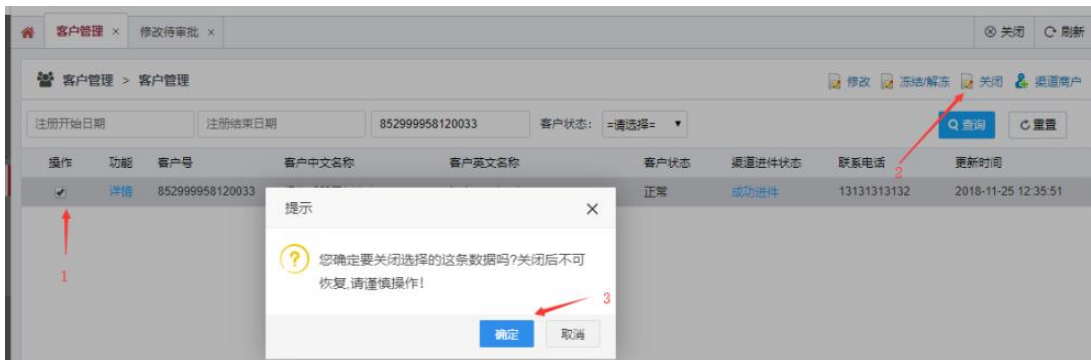 客户管理 × 修改待审批 × 关闭 刷新
客户管理 > 客户管理 修改 冻结/解冻 关闭 渠道商户
注册开始日期 注册结束日期 852999958120033 客户状态: =请选择= 查询 重置
操作 功能 客户号 客户中文名称 客户英文名称 客户状态 渠道进件状态 联系电话 更新时间
2
详情 852999958120033 正常 成功进件 13131313132 2018-11-25 12:35:51
提示 ×
您确定要关闭选择的这条数据吗?关闭后不可
恢复,请谨慎操作!
1
3
确定 取消